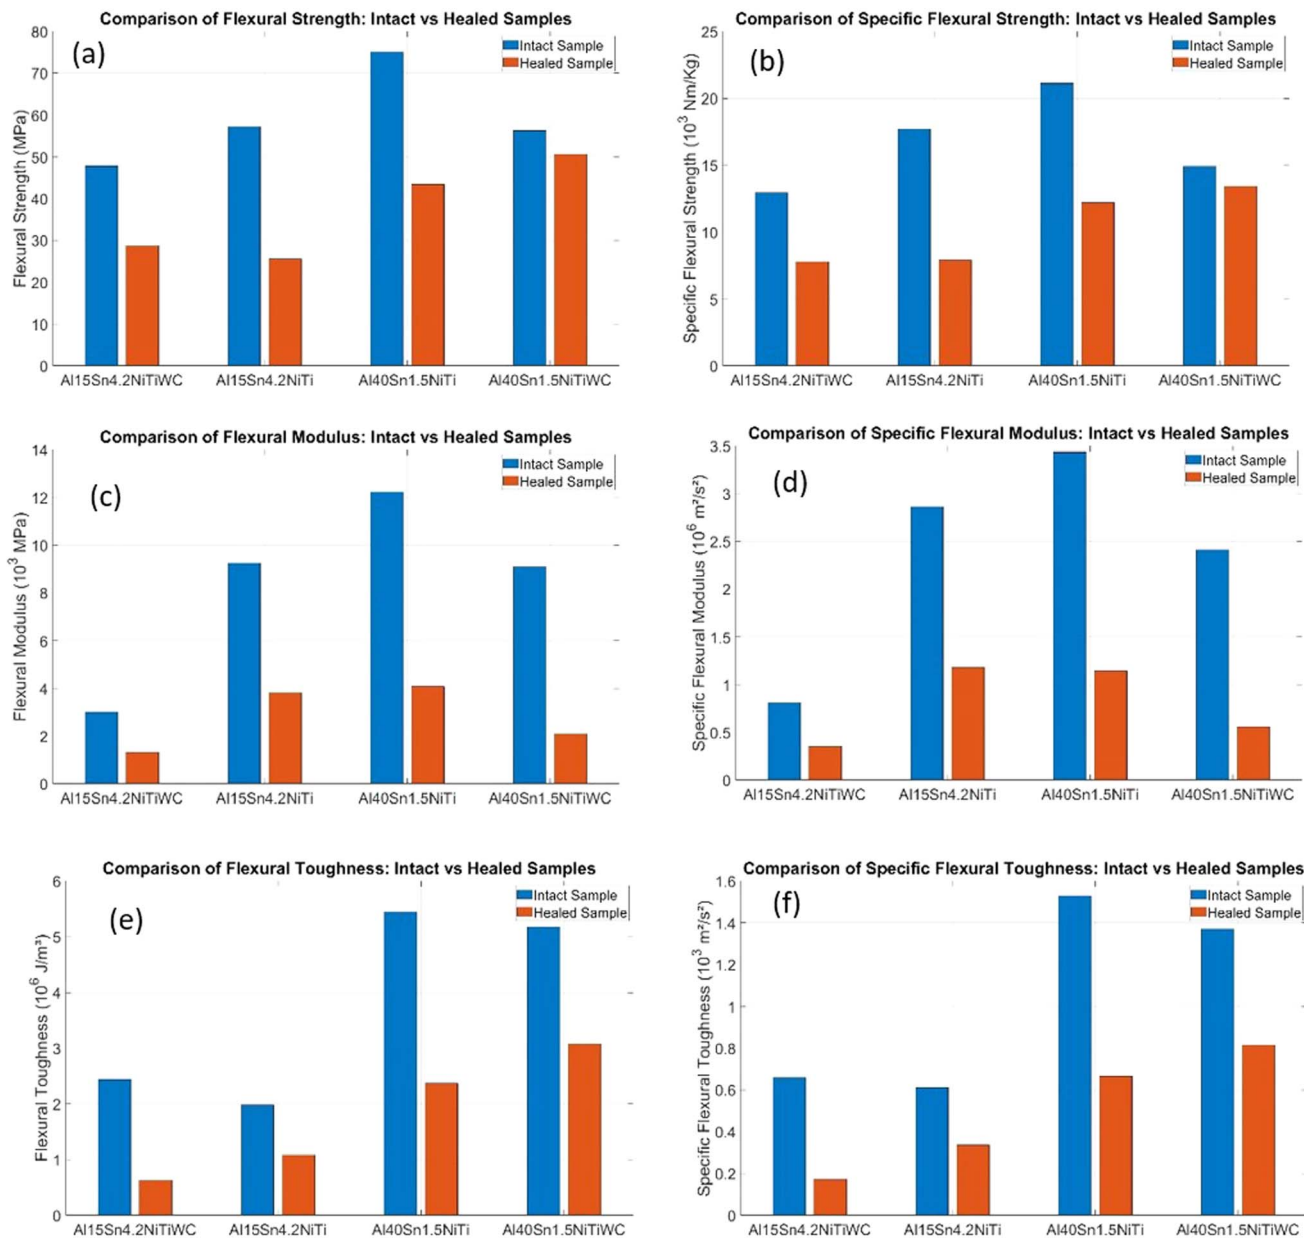 Comparison of Flexural Strength: Intact vs Healed Samples
(a)
Intact Sample
Healed Sample
Flexural Strength (MPa)
80
70
60
50
40
30
20
10
0
Al15Sn4.2NiTiWC
Al15Sn4.2NiTi
Al40Sn1.5NiTi
Al40Sn1.5NiTiWC
Comparison of Specific Flexural Strength: Intact vs Healed Samples
(b)
Intact Sample
Healed Sample
Specific Flexural Strength (10³ Nm/Kg)
25
20
15
10
5
0
Al15Sn4.2NiTiWC
Al15Sn4.2NiTi
Al40Sn1.5NiTi
Al40Sn1.5NiTiWC
Comparison of Flexural Modulus: Intact vs Healed Samples
(c)
Intact Sample
Healed Sample
Flexural Modulus (10³ MPa)
14
12
10
8
6
4
2
0
Al15Sn4.2NiTiWC
Al15Sn4.2NiTi
Al40Sn1.5NiTi
Al40Sn1.5NiTiWC
Comparison of Specific Flexural Modulus: Intact vs Healed Samples
(d)
Intact Sample
Healed Sample
Specific Flexural Modulus (10⁶ m²/s²)
3.5
3
2.5
2
1.5
1
0.5
0
Al15Sn4.2NiTiWC
Al15Sn4.2NiTi
Al40Sn1.5NiTi
Al40Sn1.5NiTiWC
Comparison of Flexural Toughness: Intact vs Healed Samples
(e)
Intact Sample
Healed Sample
Flexural Toughness (10⁶ J/m³)
6
5
4
3
2
1
0
Al15Sn4.2NiTiWC
Al15Sn4.2NiTi
Al40Sn1.5NiTi
Al40Sn1.5NiTiWC
Comparison of Specific Flexural Toughness: Intact vs Healed Samples
(f)
Intact Sample
Healed Sample
Specific Flexural Toughness (10³ m²/s²)
1.6
1.4
1.2
1
0.8
0.6
0.4
0.2
0
Al15Sn4.2NiTiWC
Al15Sn4.2NiTi
Al40Sn1.5NiTi
Al40Sn1.5NiTiWC